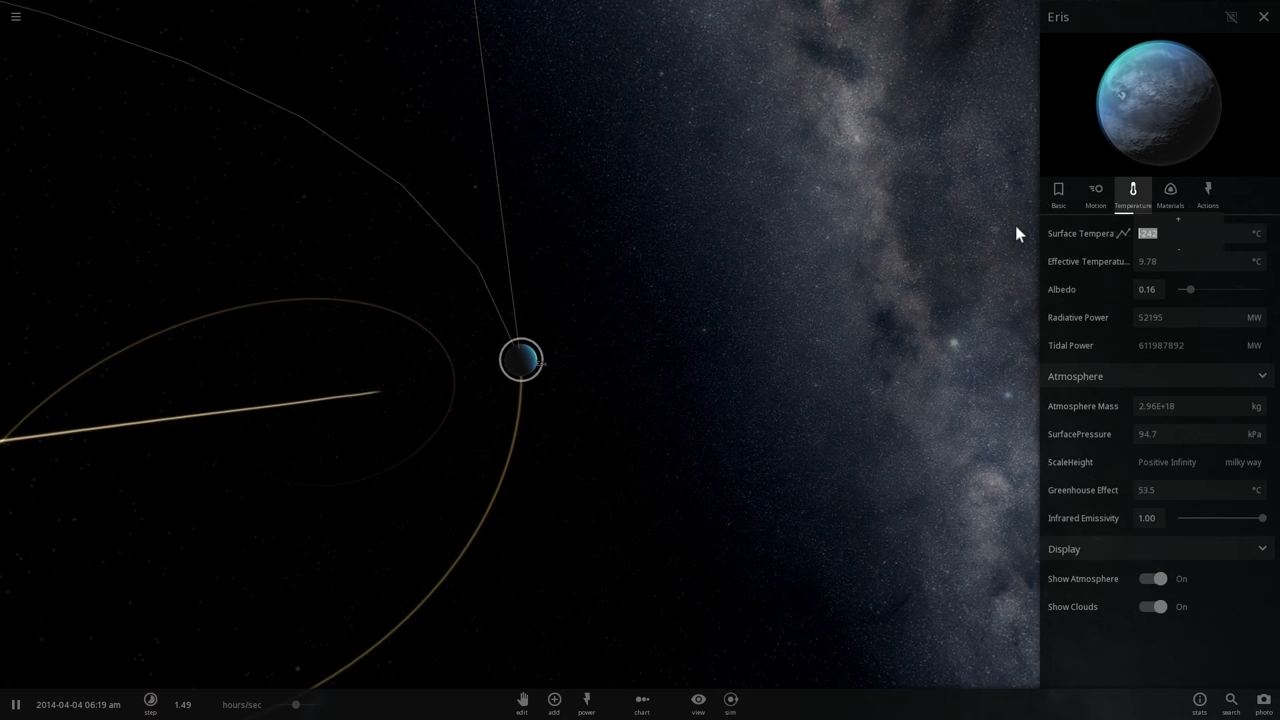 Eris
Basic Motion Temperature Materials Actions
+
Surface Tempera -242 °C
-
Effective Temperatu... 9.78 °C
Albedo 0.16
Radiative Power 52195 MW
Tidal Power 611987892 MW
Atmosphere
Atmosphere Mass 2.96E+18 kg
SurfacePressure 94.7 kPa
ScaleHeight Positive Infinity milky way
Greenhouse Effect 53.5 °C
Infrared Emissivity 1.00
Display
Show Atmosphere On
Show Clouds On
Eris
2014-04-04 06:19 am step 1.49 hours/sec edit add power chart view sim stats search photo